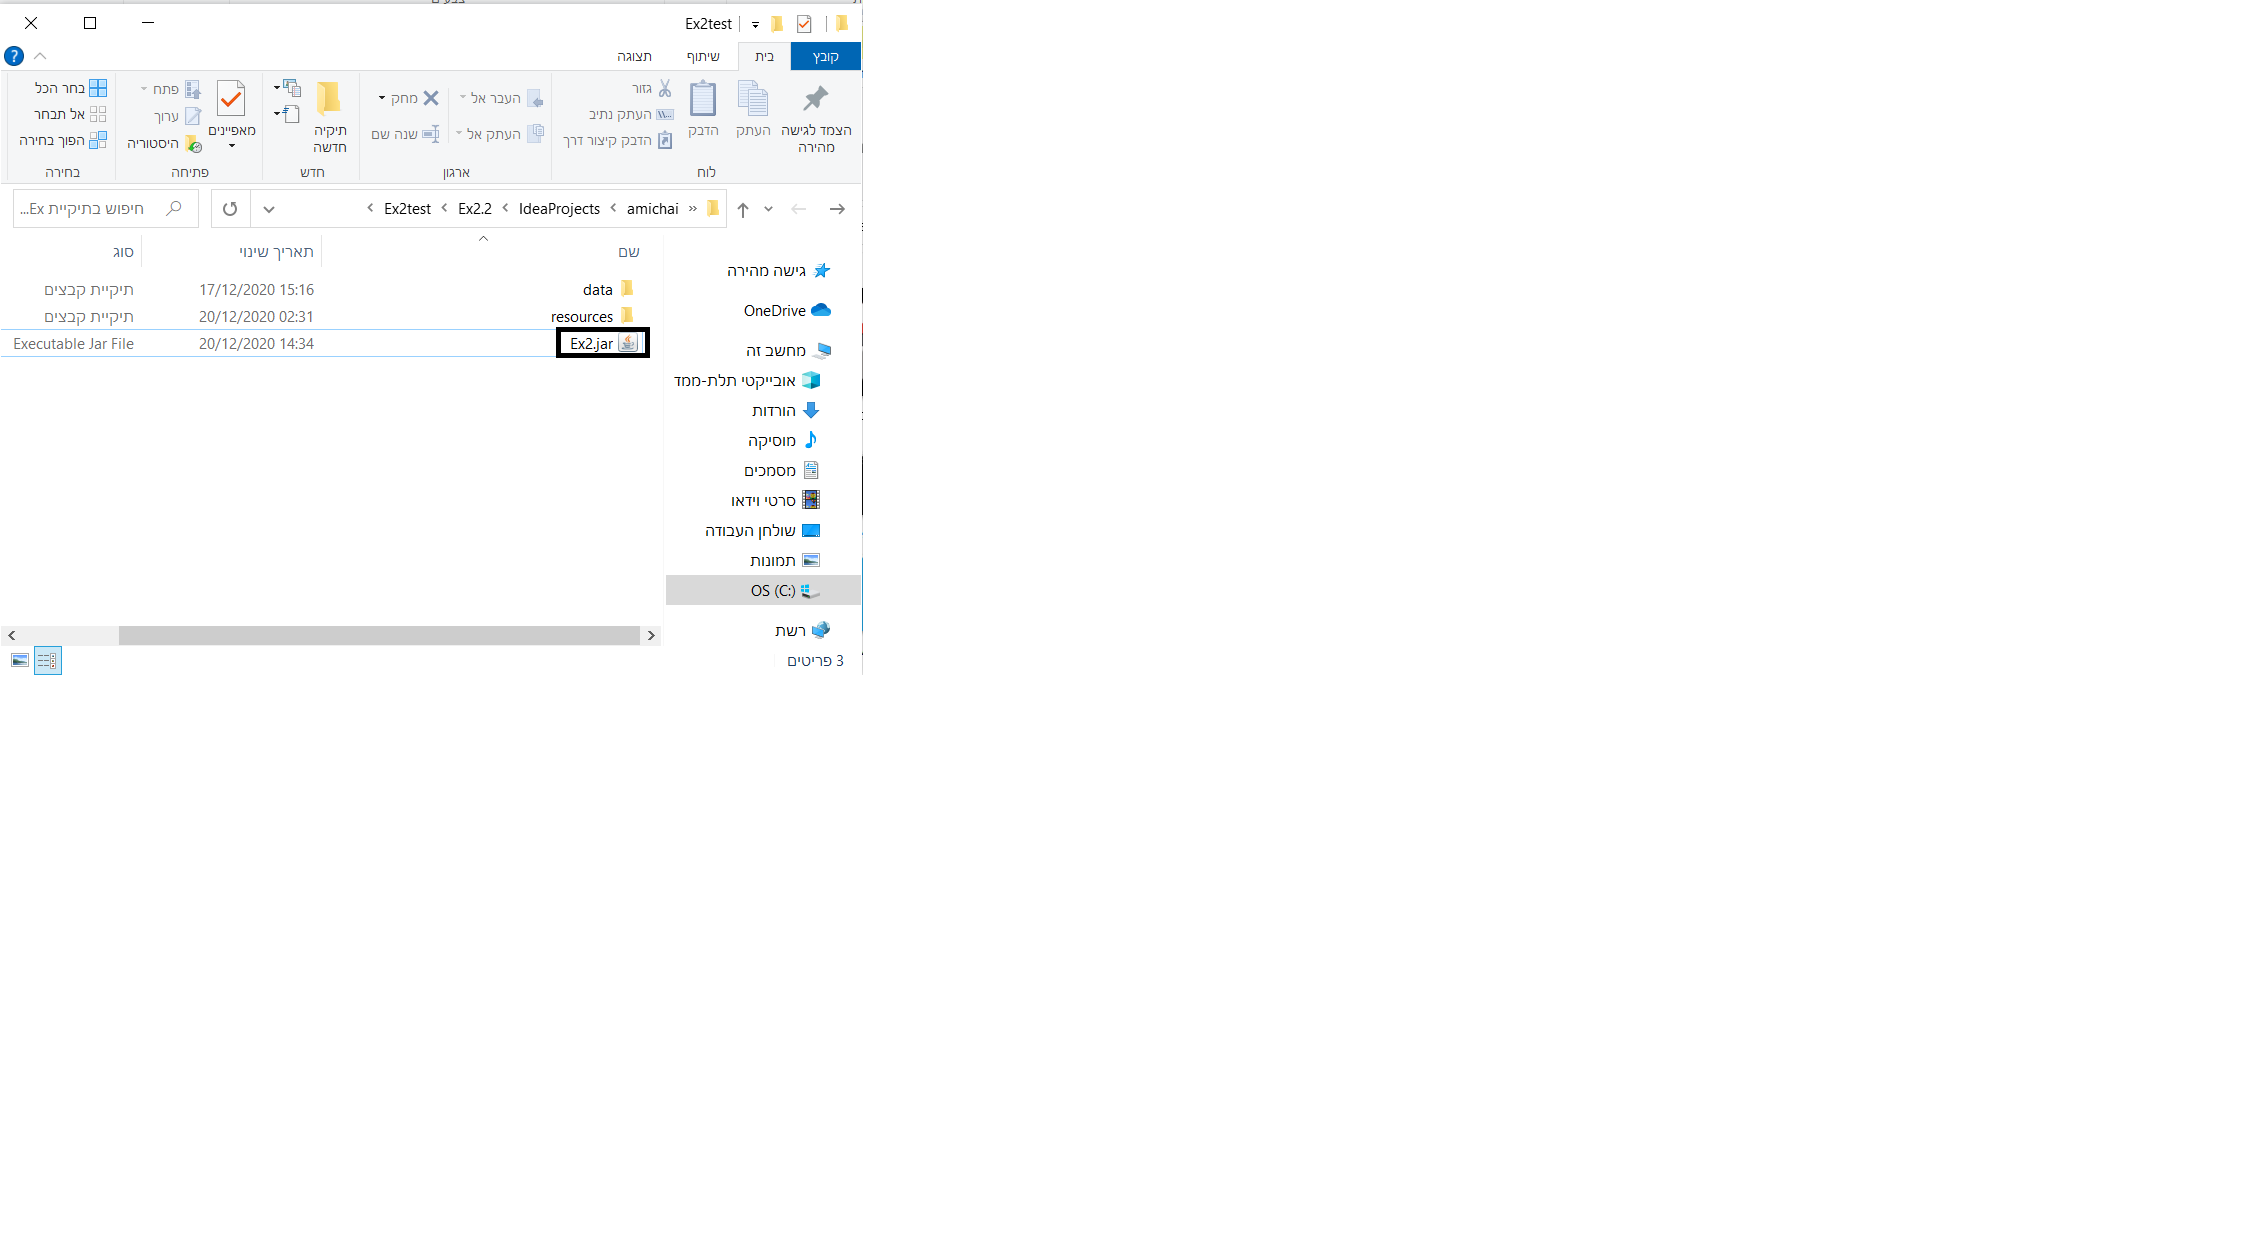 Ex2test
קובץ
בית
שיתוף
תצוגה
הצמד לגישה
מהירה
העתק
הדבק
גזור
העתק נתיב
הדבק קיצור דרך
לוח
העבר אל
העתק אל
מחק
שנה שם
ארגון
תיקיה
חדשה
חדש
מאפיינים
פתח
ערוך
היסטוריה
פתיחה
בחר הכל
אל תבחר
הפוך בחירה
בחירה
» amichai › IdeaProjects › Ex2.2 › Ex2test ›
חיפוש בתיקיית Ex...
שם
תאריך שינוי
סוג
data 17/12/2020 15:16 תיקיית קבצים
resources 20/12/2020 02:31 תיקיית קבצים
Ex2.jar 20/12/2020 14:34 Executable Jar File
גישה מהירה
OneDrive
מחשב זה
אובייקטי תלת-ממד
הורדות
מוסיקה
מסמכים
סרטי וידאו
שולחן העבודה
תמונות
OS (C:)
רשת
3 פריטים